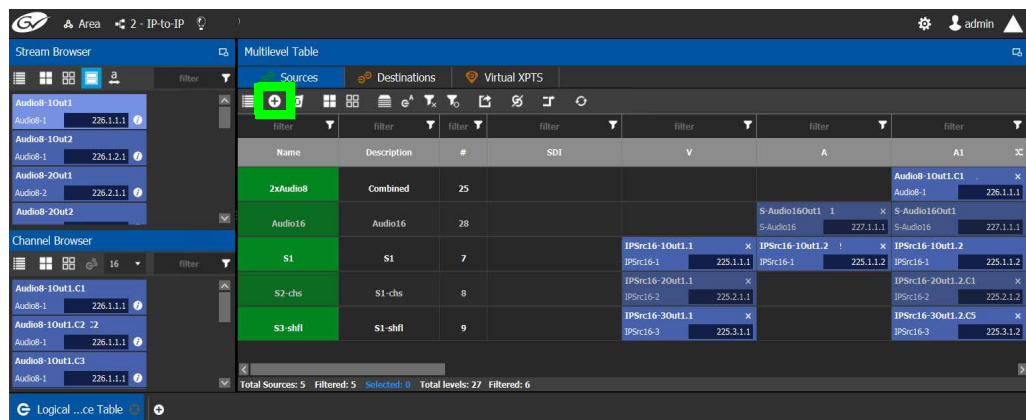 GV Area 2 - IP-to-IP admin
Stream Browser
a filter
Audio8-1Out1
Audio8-1 226.1.1.1
Audio8-1Out2
Audio8-1 226.1.2.1
Audio8-2Out1
Audio8-2 226.2.1.1
Audio8-2Out2
Channel Browser
16 filter
Audio8-1Out1.C1
Audio8-1 226.1.1.1
Audio8-1Out1.C2
Audio8-1 226.1.1.1
Audio8-1Out1.C3
Audio8-1 226.1.1.1
Multilevel Table
Sources Destinations Virtual XPTS
filter filter filter filter filter filter filter
Name Description # SDI V A A1
Audio8-1Out1.C1 x
2xAudio8 Combined 25 Audio8-1 226.1.1.1
S-Audio16Out1 1 x S-Audio16Out1
Audio16 Audio16 28 S-Audio16 227.1.1.1 S-Audio16 227.1.1.1
IPSrc16-1Out1.1 x IPSrc16-1Out1.2 x IPSrc16-1Out1.2 x
S1 S1 7 IPSrc16-1 225.1.1.1 IPSrc16-1 225.1.1.2 IPSrc16-1 225.1.1.2
IPSrc16-2Out1.1 x IPSrc16-2Out1.2.C1 x
S2-chs S1-chs 8 IPSrc16-2 225.2.1.1 IPSrc16-2 225.2.1.2
IPSrc16-3Out1.1 x IPSrc16-3Out1.2.C5 x
S3-shfl S1-shfl 9 IPSrc16-3 225.3.1.1 IPSrc16-3 225.3.1.2
Total Sources: 5 Filtered: 5 Selected: 0 Total levels: 27 Filtered: 6
Logical ...ce Table